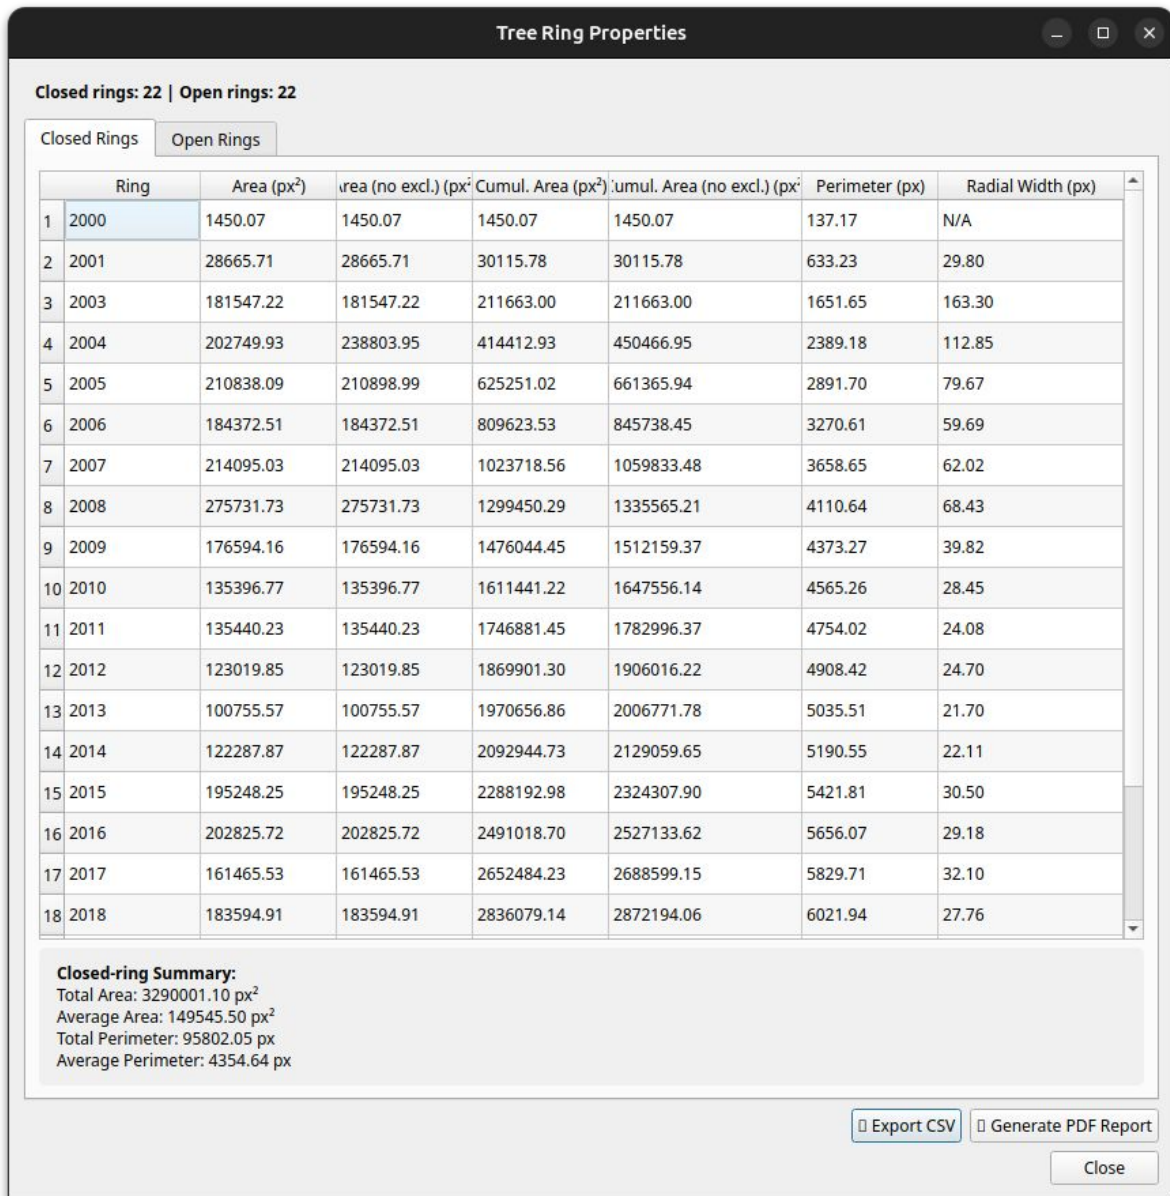 Tree Ring Properties
Closed rings: 22 | Open rings: 22
Closed Rings Open Rings
Ring Area (px²) Area (no excl.) (px² Cumul. Area (px²) Cumul. Area (no excl.) (px² Perimeter (px) Radial Width (px)
1 2000 1450.07 1450.07 1450.07 1450.07 137.17 N/A
2 2001 28665.71 28665.71 30115.78 30115.78 633.23 29.80
3 2003 181547.22 181547.22 211663.00 211663.00 1651.65 163.30
4 2004 202749.93 238803.95 414412.93 450466.95 2389.18 112.85
5 2005 210838.09 210898.99 625251.02 661365.94 2891.70 79.67
6 2006 184372.51 184372.51 809623.53 845738.45 3270.61 59.69
7 2007 214095.03 214095.03 1023718.56 1059833.48 3658.65 62.02
8 2008 275731.73 275731.73 1299450.29 1335565.21 4110.64 68.43
9 2009 176594.16 176594.16 1476044.45 1512159.37 4373.27 39.82
10 2010 135396.77 135396.77 1611441.22 1647556.14 4565.26 28.45
11 2011 135440.23 135440.23 1746881.45 1782996.37 4754.02 24.08
12 2012 123019.85 123019.85 1869901.30 1906016.22 4908.42 24.70
13 2013 100755.57 100755.57 1970656.86 2006771.78 5035.51 21.70
14 2014 122287.87 122287.87 2092944.73 2129059.65 5190.55 22.11
15 2015 195248.25 195248.25 2288192.98 2324307.90 5421.81 30.50
16 2016 202825.72 202825.72 2491018.70 2527133.62 5656.07 29.18
17 2017 161465.53 161465.53 2652484.23 2688599.15 5829.71 32.10
18 2018 183594.91 183594.91 2836079.14 2872194.06 6021.94 27.76
Closed-ring Summary:
Total Area: 3290001.10 px²
Average Area: 149545.50 px²
Total Perimeter: 95802.05 px
Average Perimeter: 4354.64 px
Export CSV Generate PDF Report
Close